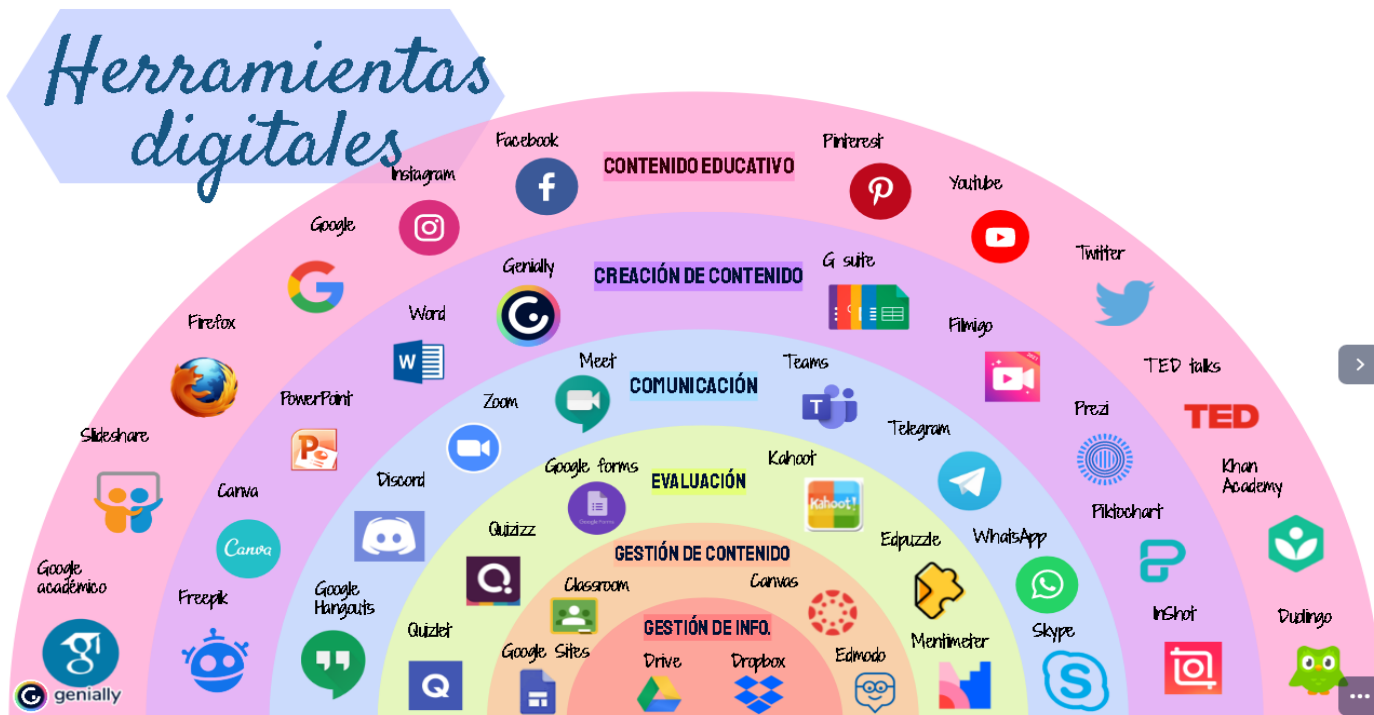 Herramientas
digitales
CONTENIDO EDUCATIVO
Google
académico
Slideshare
Firefox
Google
Instagram
Facebook
Pinterest
Youtube
Twitter
TED talks
TED
Khan
Academy
Duolingo
CREACIÓN DE CONTENIDO
Freepik
Canva
Canva
PowerPoint
P
Word
W
Genially
G suite
Filmigo
Prezi
Piktochart
InShot
COMUNICACIÓN
Google
Hangouts
Discord
Zoom
Meet
Teams
T
Telegram
WhatsApp
Skype
S
EVALUACIÓN
Quizlet
Q
Quizizz
Google forms
Google Forms
Kahoot
Kahoot!
Edpuzzle
Mentimeter
GESTIÓN DE CONTENIDO
Google Sites
Classroom
Canvas
Edmodo
GESTIÓN DE INFO.
Drive
Dropbox
genially